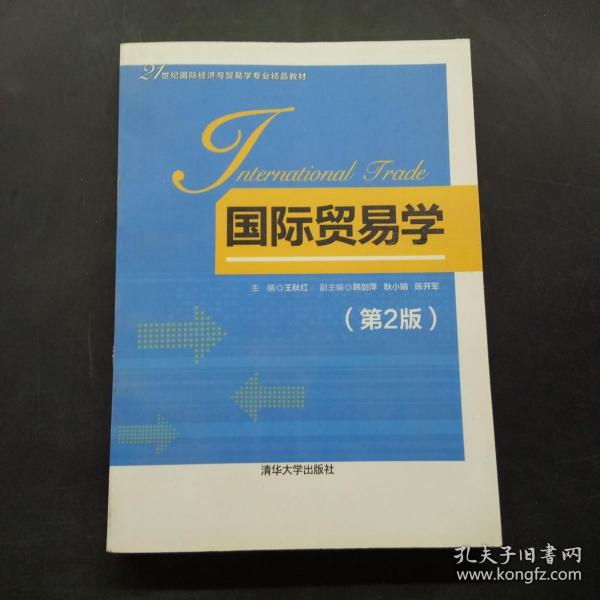 21世纪国际经济与贸易学专业精品教材
International Trade
国际贸易学
主 编◎王秋红 副主编◎韩剑萍 耿小娟 陈开军
（第2版）
清华大学出版社
孔夫子旧书网
www.kongfz.com